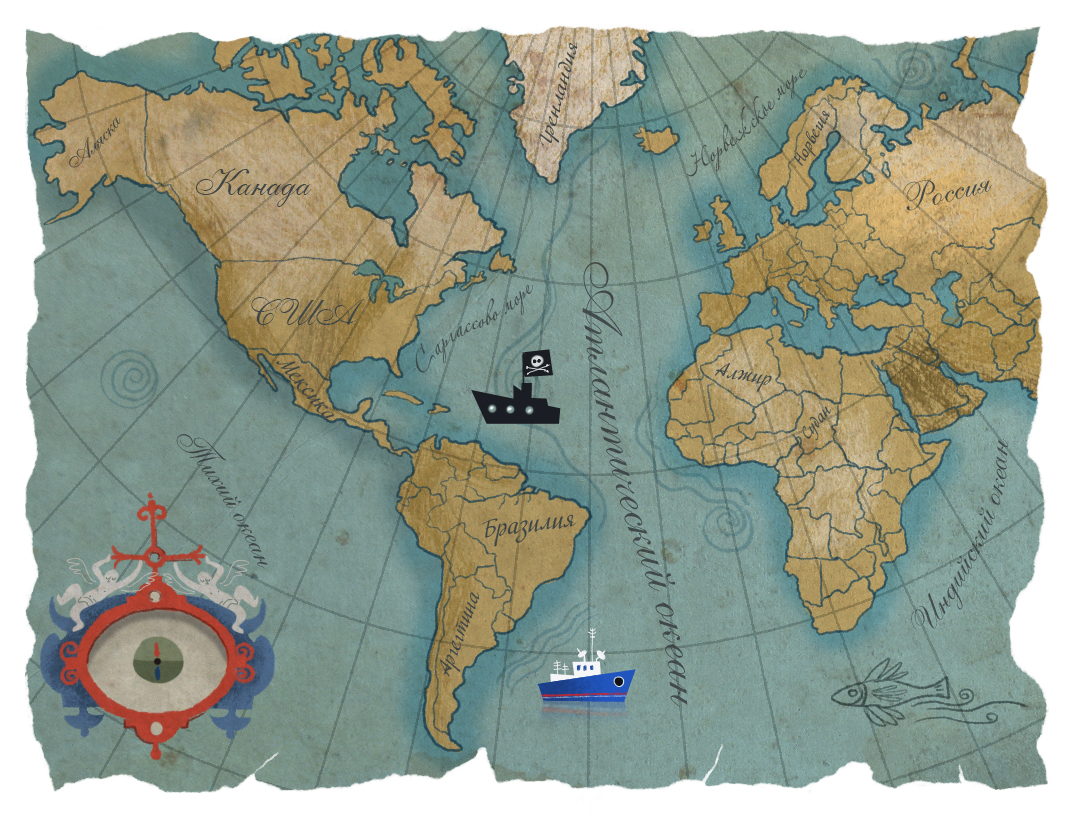 Гренландия
Аляска
Канада
Норвежское море
Норвегия
Россия
США
Саргассово море
Мексика
Атлантический океан
Алжир
Судан
Тихий океан
Бразилия
Аргентина
Индийский океан